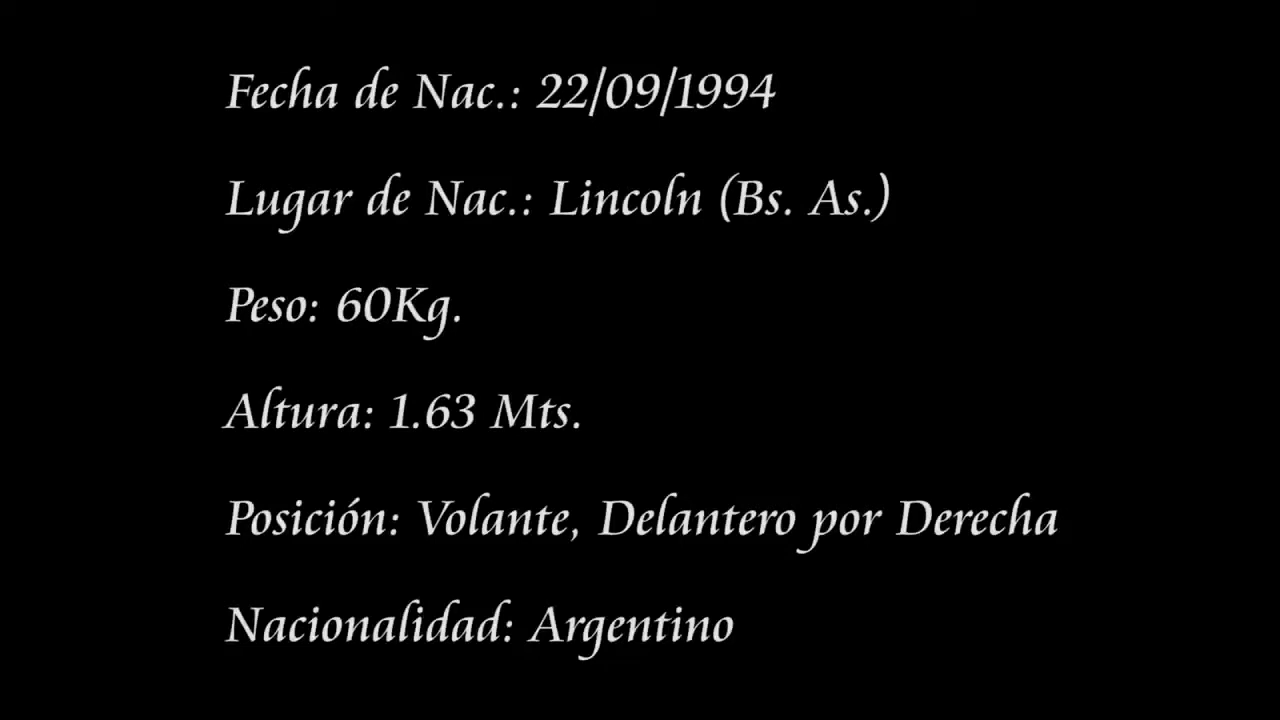 Fecha de Nac.: 22/09/1994
Lugar de Nac.: Lincoln (Bs. As.)
Peso: 60Kg.
Altura: 1.63 Mts.
Posición: Volante, Delantero por Derecha
Nacionalidad: Argentino